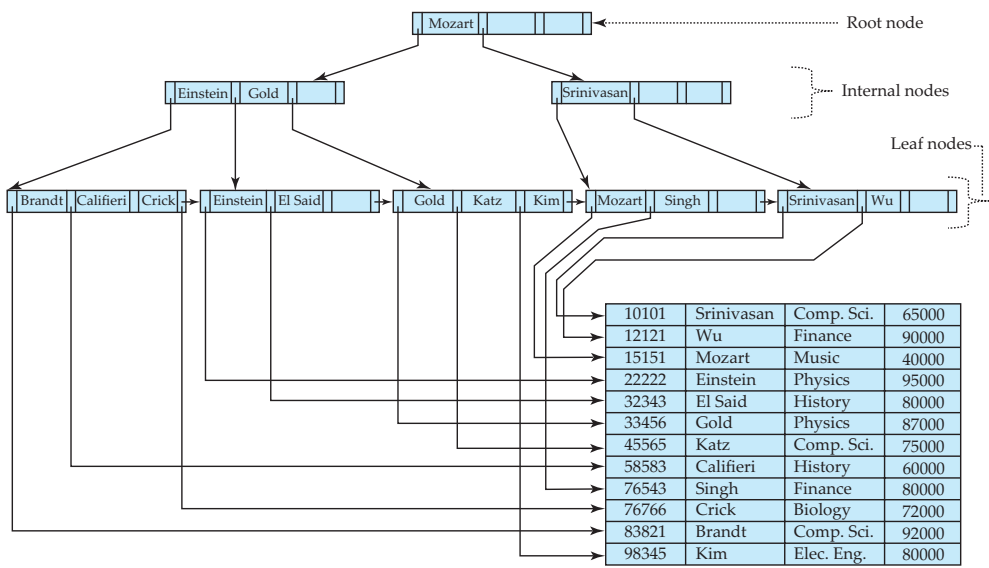 Mozart
Root node
Einstein Gold
Srinivasan
Internal nodes
Leaf nodes
Brandt Califieri Crick
Einstein El Said
Gold Katz Kim
Mozart Singh
Srinivasan Wu
10101 Srinivasan Comp. Sci. 65000
12121 Wu Finance 90000
15151 Mozart Music 40000
22222 Einstein Physics 95000
32343 El Said History 80000
33456 Gold Physics 87000
45565 Katz Comp. Sci. 75000
58583 Califieri History 60000
76543 Singh Finance 80000
76766 Crick Biology 72000
83821 Brandt Comp. Sci. 92000
98345 Kim Elec. Eng. 80000